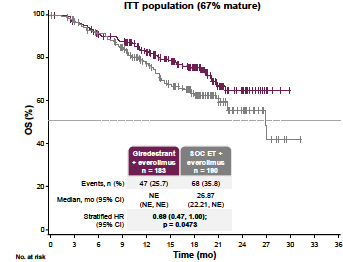 ITT population (67% mature)
100
80
60
40
20
0
OS (%)
Giredestrant + everolimus n = 183
SOC ET + everolimus n = 190
Events, n (%) 47 (25.7) 68 (35.8)
Median, mo (95% CI) NE (NE, NE) 26.87 (22.21, NE)
Stratified HR (95% CI) 0.69 (0.47, 1.00); p = 0.0473
0 3 6 9 12 15 18 21 24 27 30 33 36
No. at risk
Time (mo)